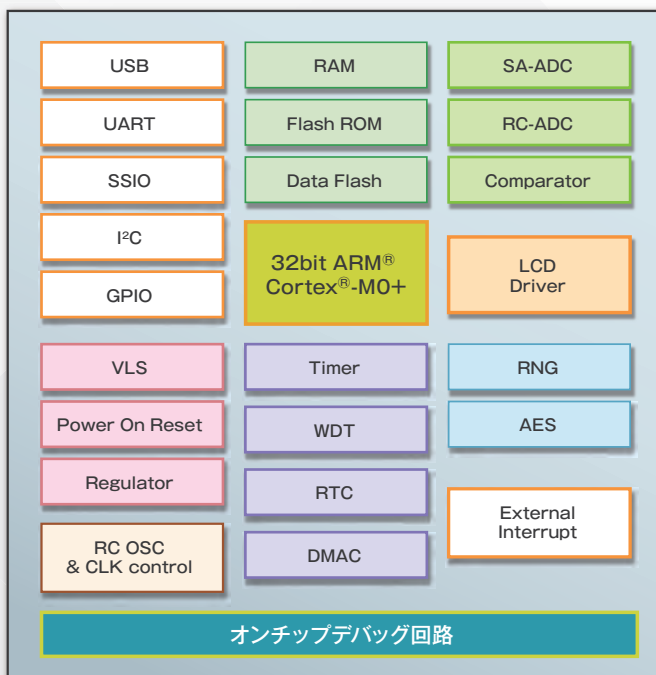 USB
UART
SSIO
I²C
GPIO
RAM
Flash ROM
Data Flash
32bit ARM®
Cortex®-M0+
SA-ADC
RC-ADC
Comparator
LCD
Driver
VLS
Power On Reset
Regulator
RC OSC
& CLK control
Timer
WDT
RTC
DMAC
RNG
AES
External
Interrupt
オンチップデバッグ回路